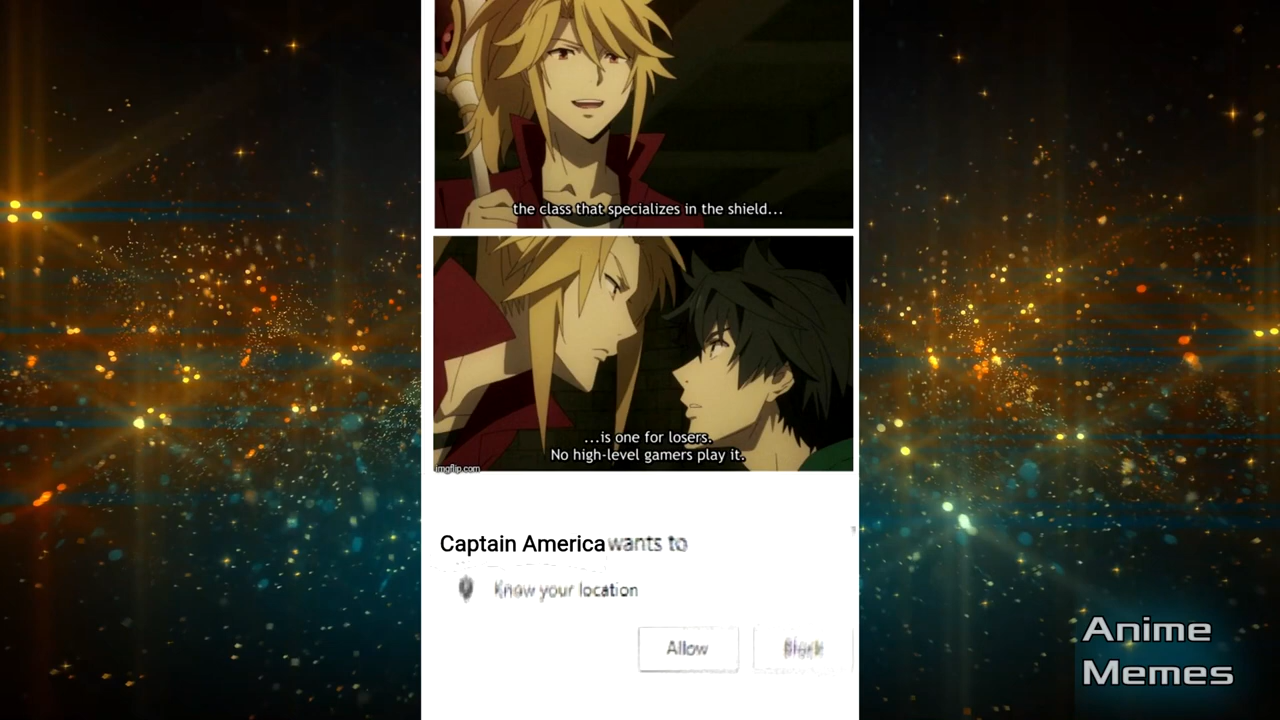 the class that specializes in the shield...
...is one for losers.
No high-level gamers play it.
imgflip.com
Captain America wants to
Know your location
Allow
Block
Anime
Memes